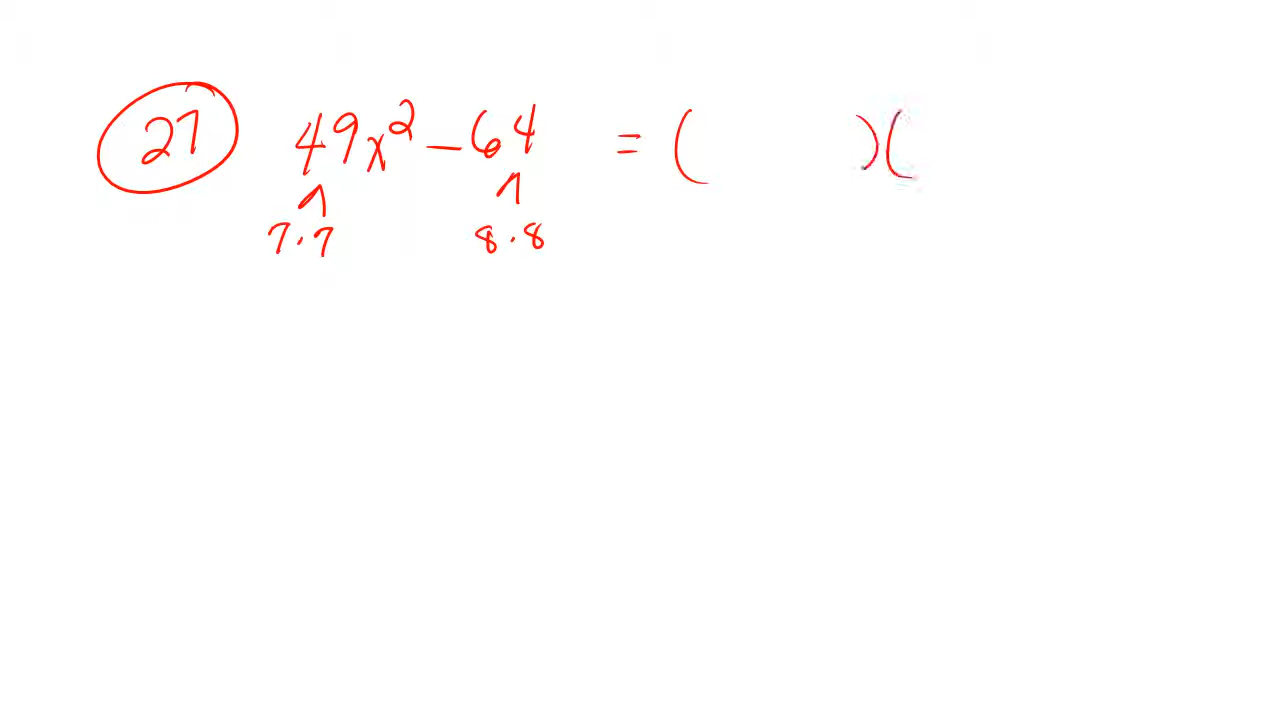 27 49x² - 64 = ( )(
7.7 8.8